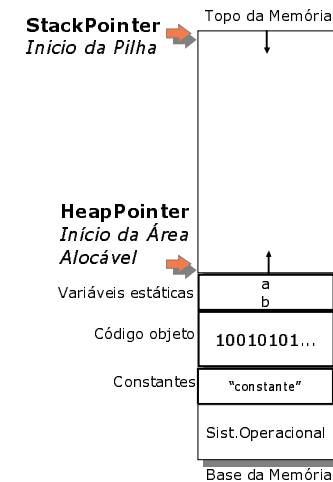 Topo da Memória
StackPointer
Inicio da Pilha
HeapPointer
Início da Área
Alocável
Variáveis estáticas
a
b
Código objeto
10010101...
Constantes
"constante"
Sist.Operacional
Base da Memória